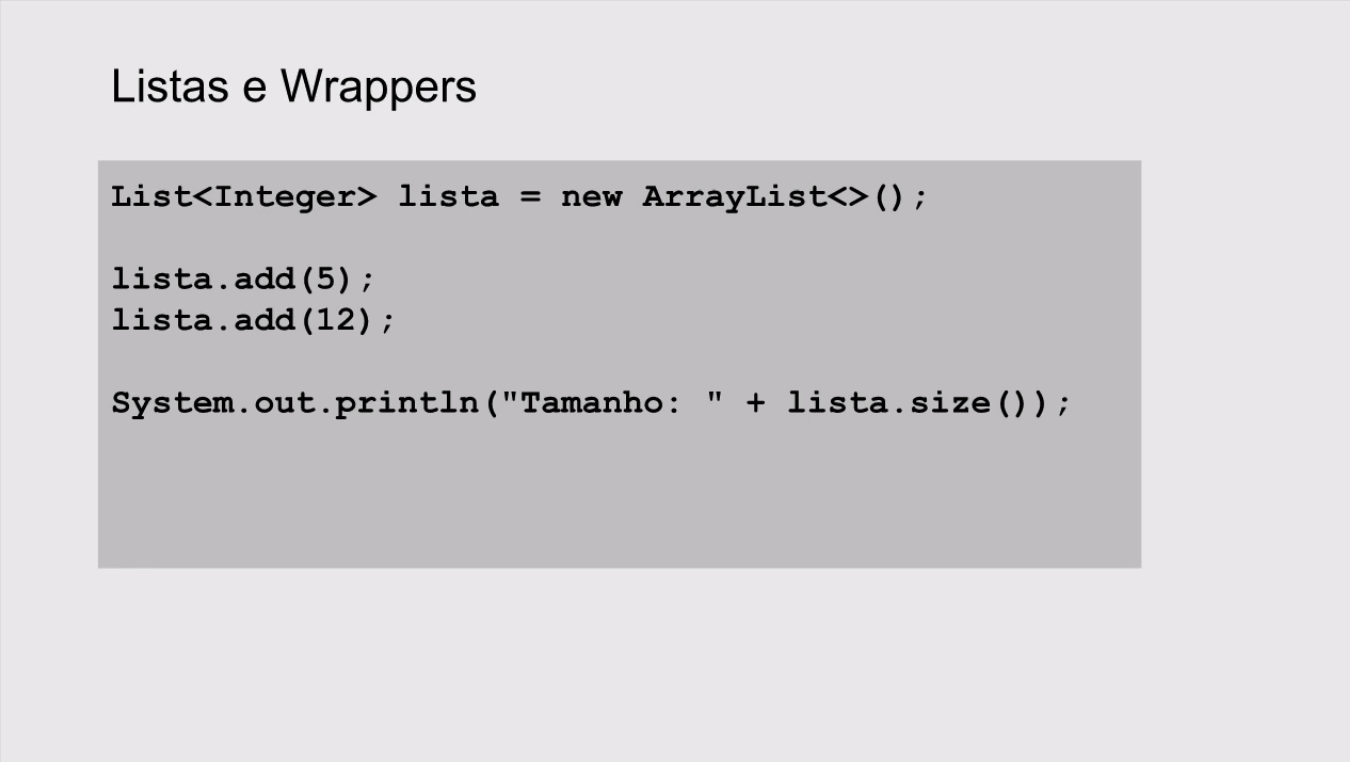 Listas e Wrappers
List<Integer> lista = new ArrayList<>();
lista.add(5);
lista.add(12);
System.out.println("Tamanho: " + lista.size());